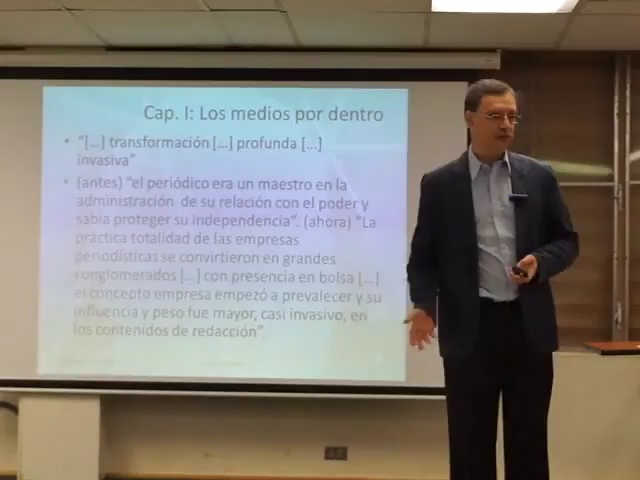 Cap. I: Los medios por dentro
• “[...] transformación [...] profunda [...]
invasiva”
• (antes) “el periódico era un maestro en la
administración de su relación con el poder y
sabía proteger su independencia”. (ahora) “La
práctica totalidad de las empresas
periodísticas se convirtieron en grandes
conglomerados [...] con presencia en bolsa [...]
el concepto empresa empezó a prevalecer y su
influencia y peso fue mayor, casi invasivo, en
los contenidos de redacción”.